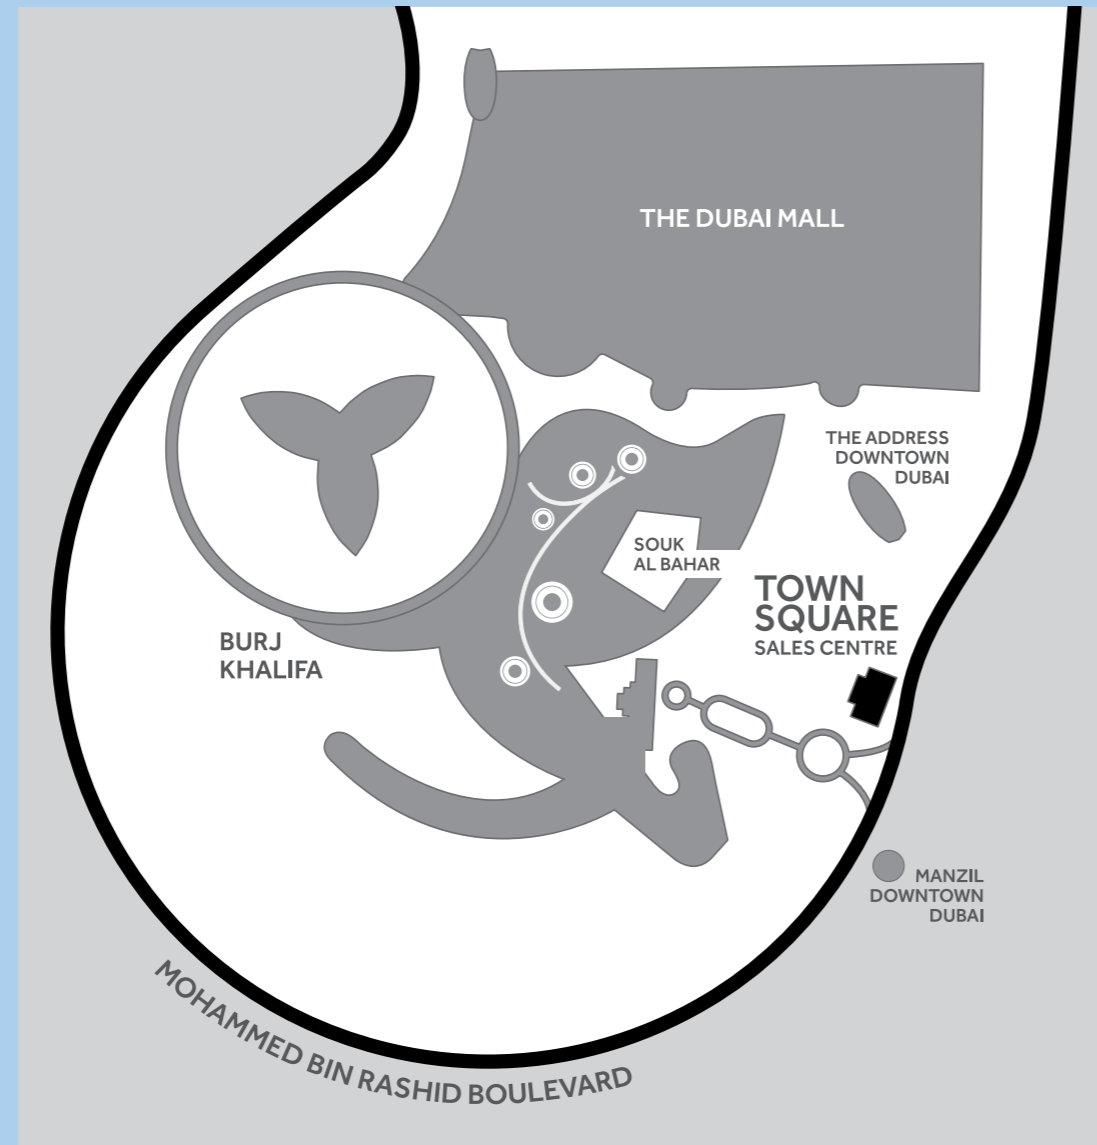 THE DUBAI MALL
THE ADDRESS
DOWNTOWN
DUBAI
SOUK
AL BAHAR
TOWN
SQUARE
SALES CENTRE
BURJ
KHALIFA
MANZIL
DOWNTOWN
DUBAI
MOHAMMED BIN RASHID BOULEVARD